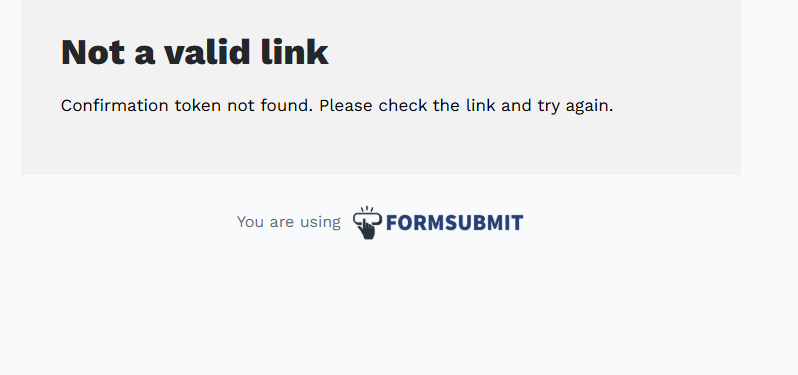 Not a valid link
Confirmation token not found. Please check the link and try again.
You are using FORMSUBMIT